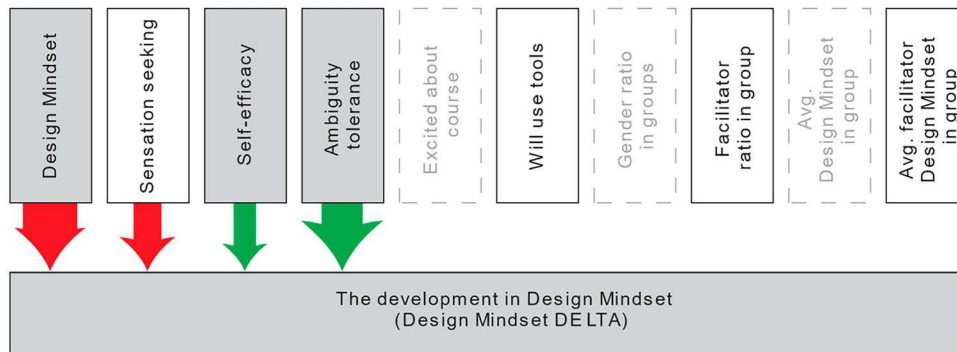 Design Mindset
Sensation seeking
Self-efficacy
Ambiguity
tolerance
Excited about
course
Will use tools
Gender ratio
in groups
Facilitator
ratio in group
Avg.
Design Mindset
in group
Avg. facilitator
Design Mindset
in group
The development in Design Mindset
(Design Mindset DELTA)